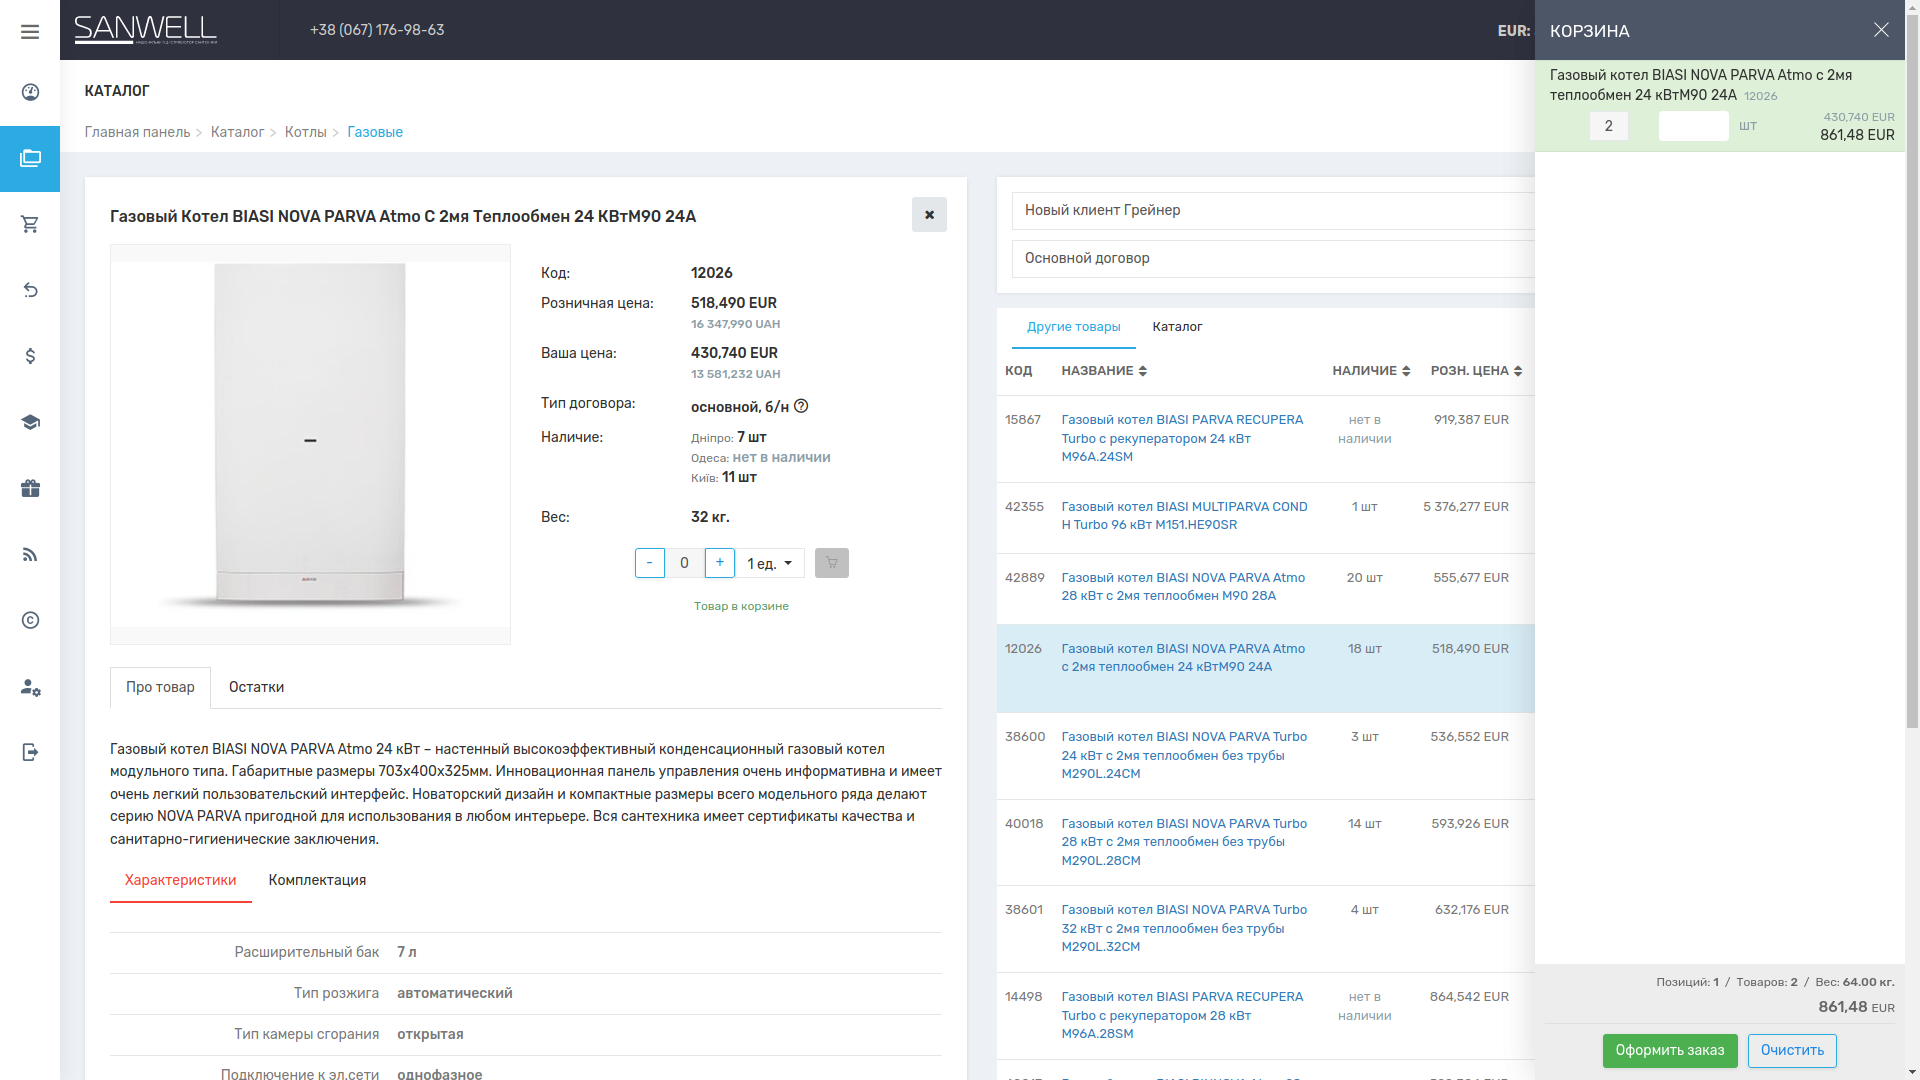 SANWELL
+38 (067) 176-98-63
EUR:
КОРЗИНА
Газовый котел BIASI NOVA PARVA Atmo с 2мя
теплообмен 24 кВтM90 24A 12026
2 шт 430,740 EUR
861,48 EUR
КАТАЛОГ
Главная панель > Каталог > Котлы > Газовые
Газовый Котел BIASI NOVA PARVA Atmo С 2мя Теплообмен 24 КВтM90 24A
Код: 12026
Розничная цена: 518,490 EUR
16 347,990 UAH
Ваша цена: 430,740 EUR
13 581,232 UAH
Тип договора: основной, б/н
Наличие: Дніпро: 7 шт
Одеса: нет в наличии
Київ: 11 шт
Вес: 32 кг.
- 0 + 1 ед.
Товар в корзине
Про товар Остатки
Газовый котел BIASI NOVA PARVA Atmo 24 кВт – настенный высокоэффективный конденсационный газовый котел
модульного типа. Габаритные размеры 703x400x325мм. Инновационная панель управления очень информативна и имеет
очень легкий пользовательский интерфейс. Новаторский дизайн и компактные размеры всего модельного ряда делают
серию NOVA PARVA пригодной для использования в любом интерьере. Вся сантехника имеет сертификаты качества и
санитарно-гигиенические заключения.
Характеристики Комплектация
Расширительный бак 7 л
Тип розжига автоматический
Тип камеры сгорания открытая
Подключение к эл.сети однофазное
Новый клиент Грейнер
Основной договор
Другие товары Каталог
КОД НАЗВАНИЕ НАЛИЧИЕ РОЗН. ЦЕНА
15867 Газовый котел BIASI PARVA RECUPERA нет в 919,387 EUR
Turbo с рекуператором 24 кВт наличии
M96A.24SM
42355 Газовый котел BIASI MULTIPARVA COND 1 шт 5 376,277 EUR
H Turbo 96 кВт M151.HE90SR
42889 Газовый котел BIASI NOVA PARVA Atmo 20 шт 555,677 EUR
28 кВт с 2мя теплообмен M90 28A
12026 Газовый котел BIASI NOVA PARVA Atmo 18 шт 518,490 EUR
с 2мя теплообмен 24 кВтM90 24A
38600 Газовый котел BIASI NOVA PARVA Turbo 3 шт 536,552 EUR
24 кВт с 2мя теплообмен без трубы
M290L.24CM
40018 Газовый котел BIASI NOVA PARVA Turbo 14 шт 593,926 EUR
28 кВт с 2мя теплообмен без трубы
M290L.28CM
38601 Газовый котел BIASI NOVA PARVA Turbo 4 шт 632,176 EUR
32 кВт с 2мя теплообмен без трубы
M290L.32CM
14498 Газовый котел BIASI PARVA RECUPERA нет в 864,542 EUR
Turbo с рекуператором 28 кВт наличии
M96A.28SM
Позиций: 1 / Товаров: 2 / Вес: 64.00 кг.
861,48 EUR
Оформить заказ Очистить